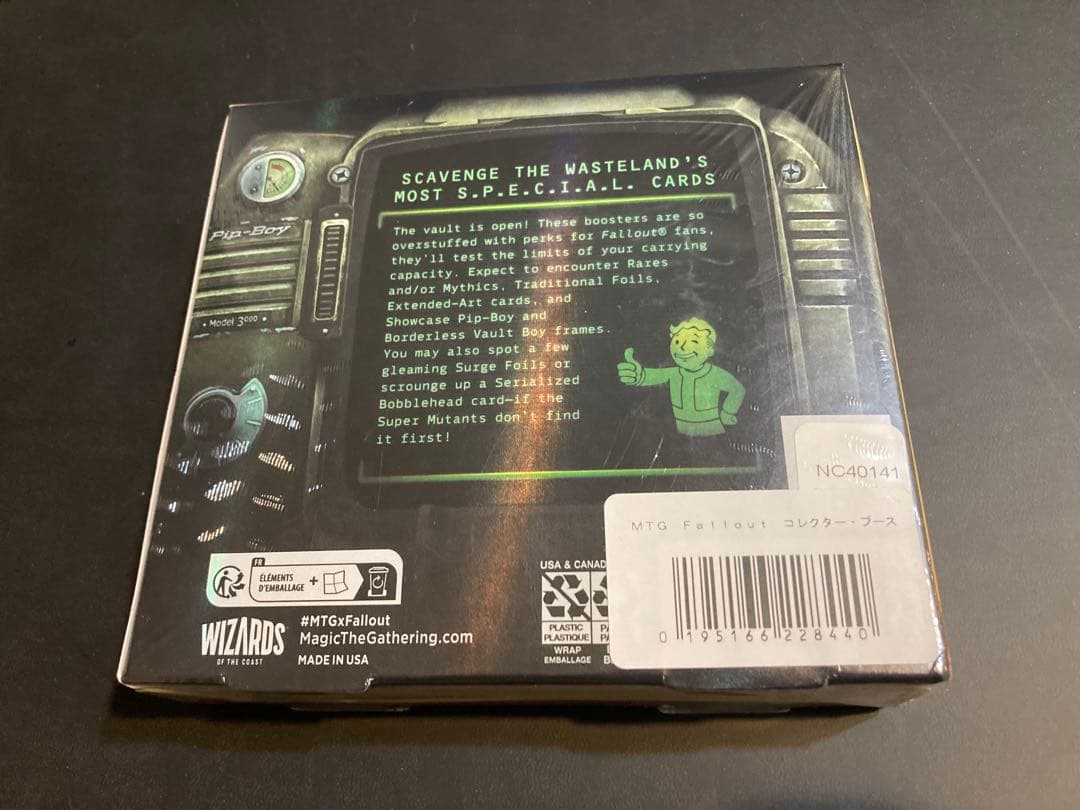 SCAVENGE THE WASTELAND'S
MOST S.P.E.C.I.A.L. CARDS
The vault is open! These boosters are so
overstuffed with perks for Fallout® fans,
they'll test the limits of your carrying
capacity. Expect to encounter Rares
and/or Mythics, Traditional Foils,
Extended-Art cards, and
Showcase Pip-Boy and
Borderless Vault Boy frames.
You may also spot a few
gleaming Surge Foils or
scrounge up a Serialized
Bobblehead card—if the
Super Mutants don't find
it first!
Pip-Boy
• Model 3000 •
NC40141
MTG Fallout コレクター・ブース
0 195166 228440
FR
ÉLÉMENTS
D'EMBALLAGE
+
WIZARDS
OF THE COAST
#MTGxFallout
MagicTheGathering.com
MADE IN USA
USA & CANAD
PLASTIC
PLASTIQUE
WRAP
EMBALLAGE